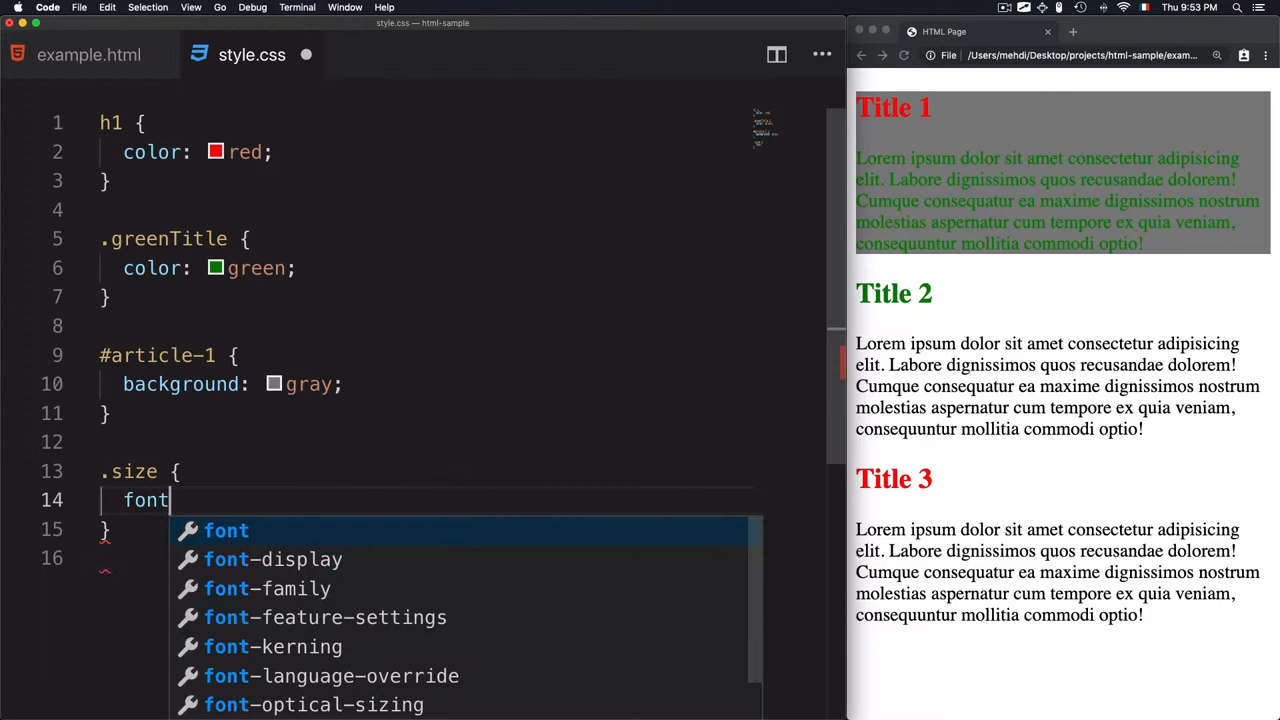 Code File Edit Selection View Go Debug Terminal Window Help
Thu 9:53 PM
style.css — html-sample
example.html
style.css
1 h1 {
2 color: red;
3 }
4
5 .greenTitle {
6 color: green;
7 }
8
9 #article-1 {
10 background: gray;
11 }
12
13 .size {
14 font
15 }
16
font
font-display
font-family
font-feature-settings
font-kerning
font-language-override
font-optical-sizing
HTML Page
File | /Users/mehdi/Desktop/projects/html-sample/exam...
Title 1
Lorem ipsum dolor sit amet consectetur adipisicing
elit. Labore dignissimos quos recusandae dolorem!
Cumque consequatur ea maxime dignissimos nostrum
molestias aspernatur cum tempore ex quia veniam,
consequuntur mollitia commodi optio!
Title 2
Lorem ipsum dolor sit amet consectetur adipisicing
elit. Labore dignissimos quos recusandae dolorem!
Cumque consequatur ea maxime dignissimos nostrum
molestias aspernatur cum tempore ex quia veniam,
consequuntur mollitia commodi optio!
Title 3
Lorem ipsum dolor sit amet consectetur adipisicing
elit. Labore dignissimos quos recusandae dolorem!
Cumque consequatur ea maxime dignissimos nostrum
molestias aspernatur cum tempore ex quia veniam,
consequuntur mollitia commodi optio!